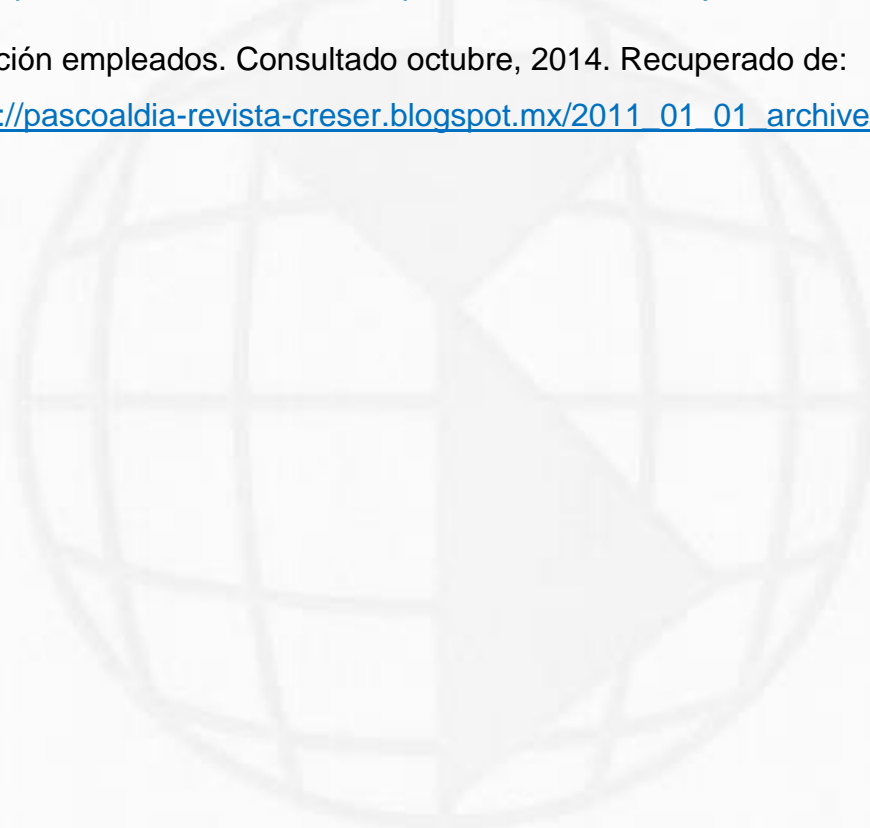 ción empleados. Consultado octubre, 2014. Recuperado de:
://pascoaldia-revista-creser.blogspot.mx/2011_01_01_archive